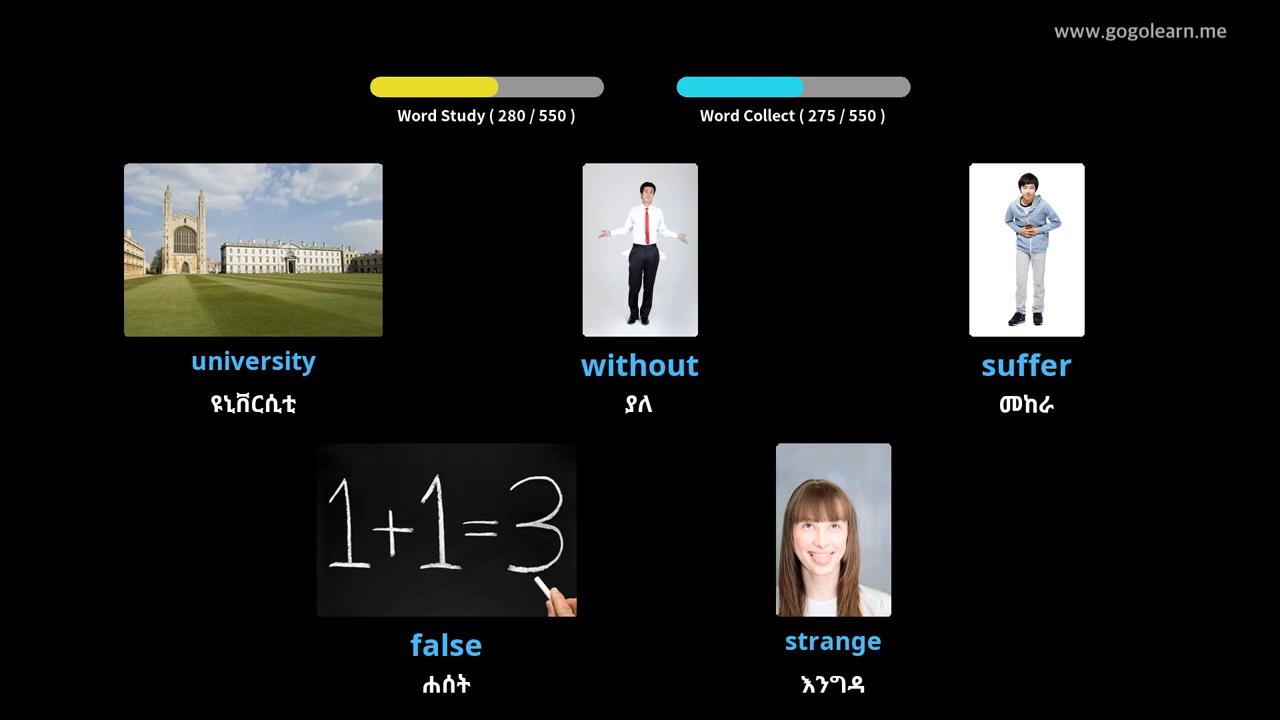 www.gogolearn.me
Word Study ( 280 / 550 )
Word Collect ( 275 / 550 )
university
ዩኒቨርሲቲ
without
ያለ
suffer
መከራ
1+1=3
false
ሐሰት
strange
እንግዳ